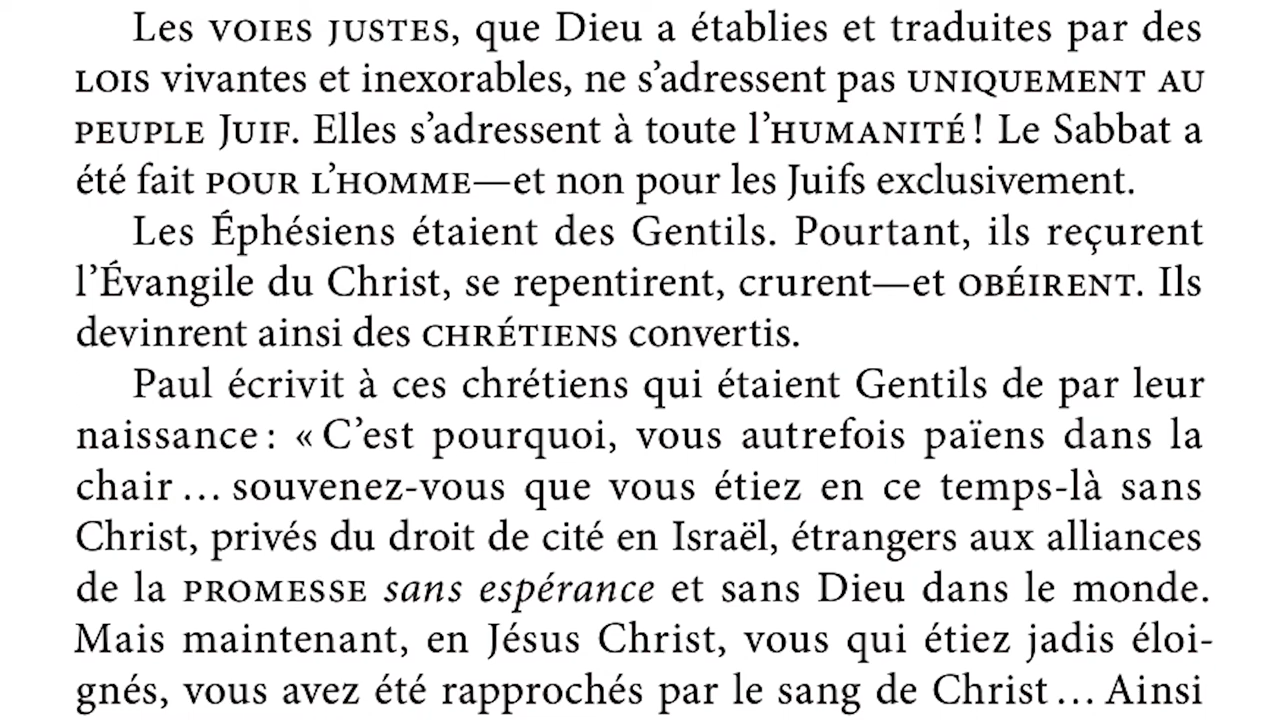 Les VOIES JUSTES, que Dieu a établies et traduites par des
LOIS vivantes et inexorables, ne s’adressent pas UNIQUEMENT AU
PEUPLE JUIF. Elles s’adressent à toute l’HUMANITÉ ! Le Sabbat a
été fait POUR L’HOMME—et non pour les Juifs exclusivement.
Les Éphésiens étaient des Gentils. Pourtant, ils reçurent
l’Évangile du Christ, se repentirent, crurent—et OBÉIRENT. Ils
devinrent ainsi des CHRÉTIENS convertis.
Paul écrivit à ces chrétiens qui étaient Gentils de par leur
naissance : « C’est pourquoi, vous autrefois païens dans la
chair … souvenez-vous que vous étiez en ce temps-là sans
Christ, privés du droit de cité en Israël, étrangers aux alliances
de la PROMESSE sans espérance et sans Dieu dans le monde.
Mais maintenant, en Jésus Christ, vous qui étiez jadis éloi-
gnés, vous avez été rapprochés par le sang de Christ … Ainsi